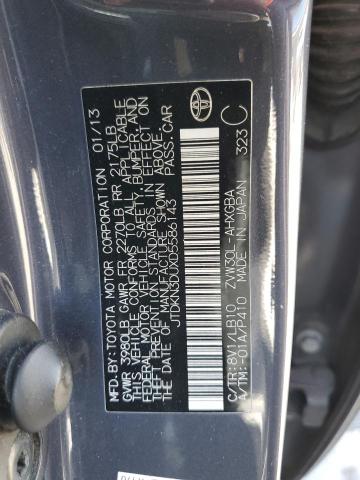 MFD.BY: TOYOTA MOTOR CORPORATION 01/13
GVWR 3980LB GAWR FR 2270LB RR 2175LB
THIS VEHICLE CONFORMS TO ALL APPLICABLE
FEDERAL MOTOR VEHICLE SAFETY, BUMPER,
AND THEFT PREVENTION STANDARDS IN
EFFECT ON THE DATE OF MANUFACTURE
SHOWN ABOVE.
JTDKN3DUXD5586143 PASS.CAR
C/TR:8V1/LB10 ZVW30L-AHXGBA
A/TM:-01A/P410 MADE IN JAPAN 323 C